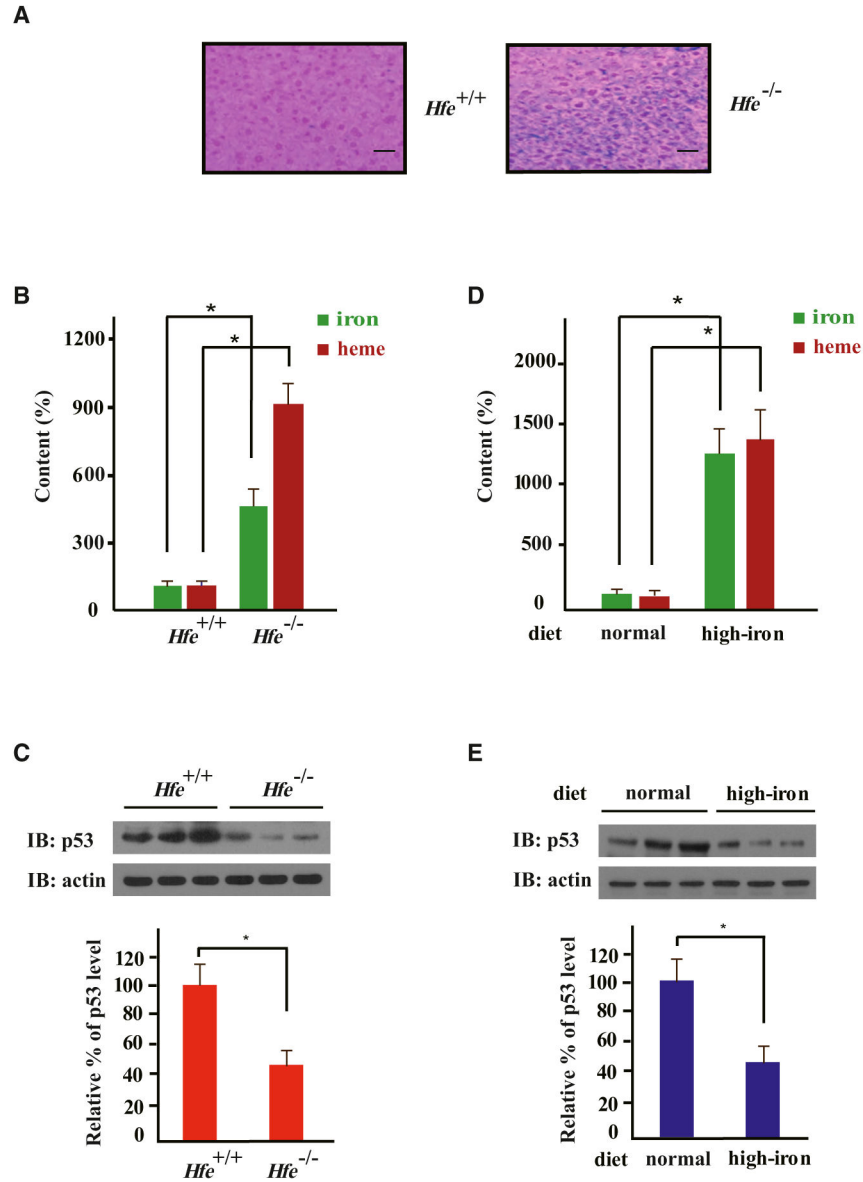 A
Hfe+/+
Hfe-/-
B
iron
heme
*
*
Content (%)
1200
900
600
300
0
Hfe+/+ Hfe-/-
D
iron
heme
*
*
Content (%)
2000
1500
1000
500
0
diet normal high-iron
C
Hfe+/+ Hfe-/-
IB: p53
IB: actin
*
Relative % of p53 level
120
100
80
60
40
20
0
Hfe+/+ Hfe-/-
E
diet normal high-iron
IB: p53
IB: actin
*
Relative % of p53 level
120
100
80
60
40
20
0
diet normal high-iron